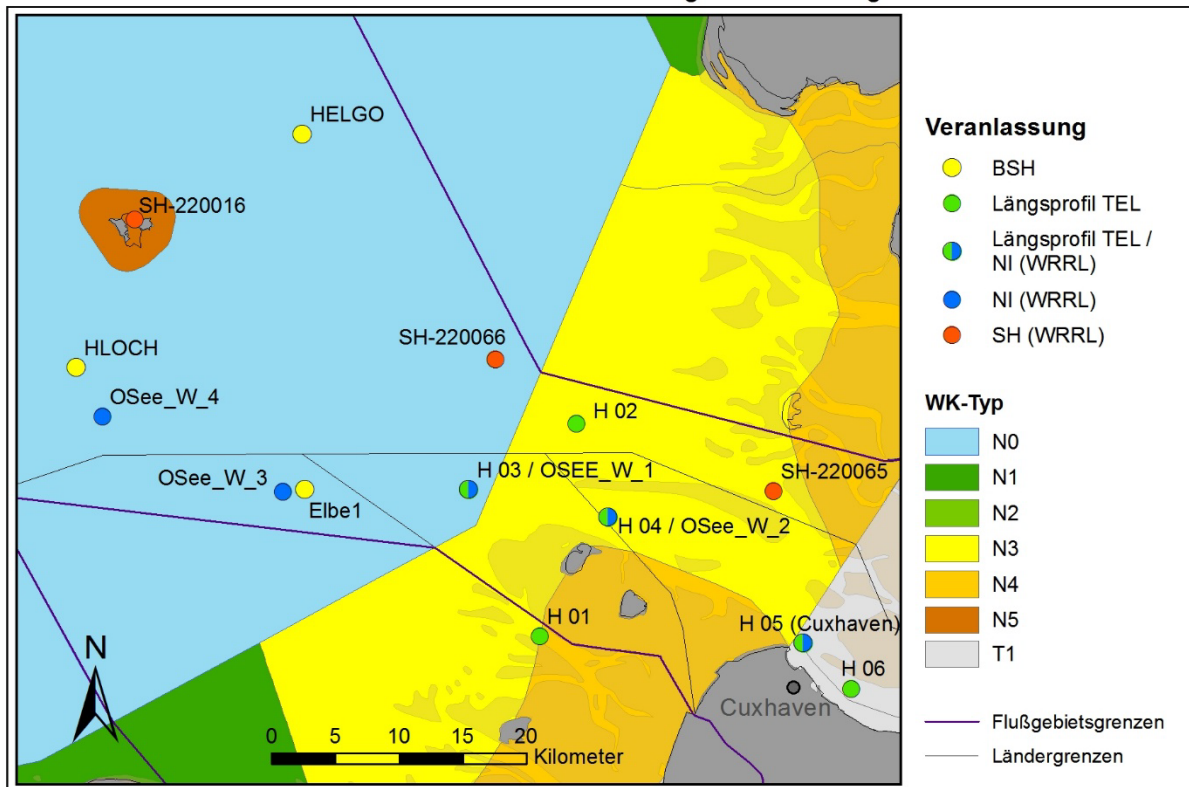 HELGO
SH-220016
SH-220066
HLOCH
OSee_W_4
H 02
OSee_W_3
Elbe1
H 03 / OSEE_W_1
SH-220065
H 04 / OSee_W_2
H 01
H 05 (Cuxhaven)
H 06
Cuxhaven
N
0 5 10 15 20
Kilometer
Veranlassung
BSH
Längsprofil TEL
Längsprofil TEL /
NI (WRRL)
NI (WRRL)
SH (WRRL)
WK-Typ
N0
N1
N2
N3
N4
N5
T1
Flußgebietsgrenzen
Ländergrenzen